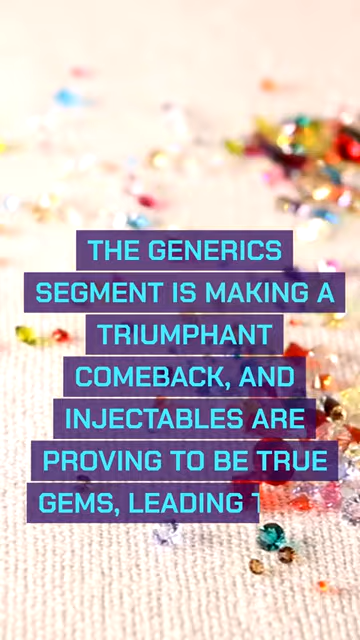 THE GENERICS
SEGMENT IS MAKING A
TRIUMPHANT
COMEBACK, AND
INJECTABLES ARE
PROVING TO BE TRUE
GEMS, LEADING